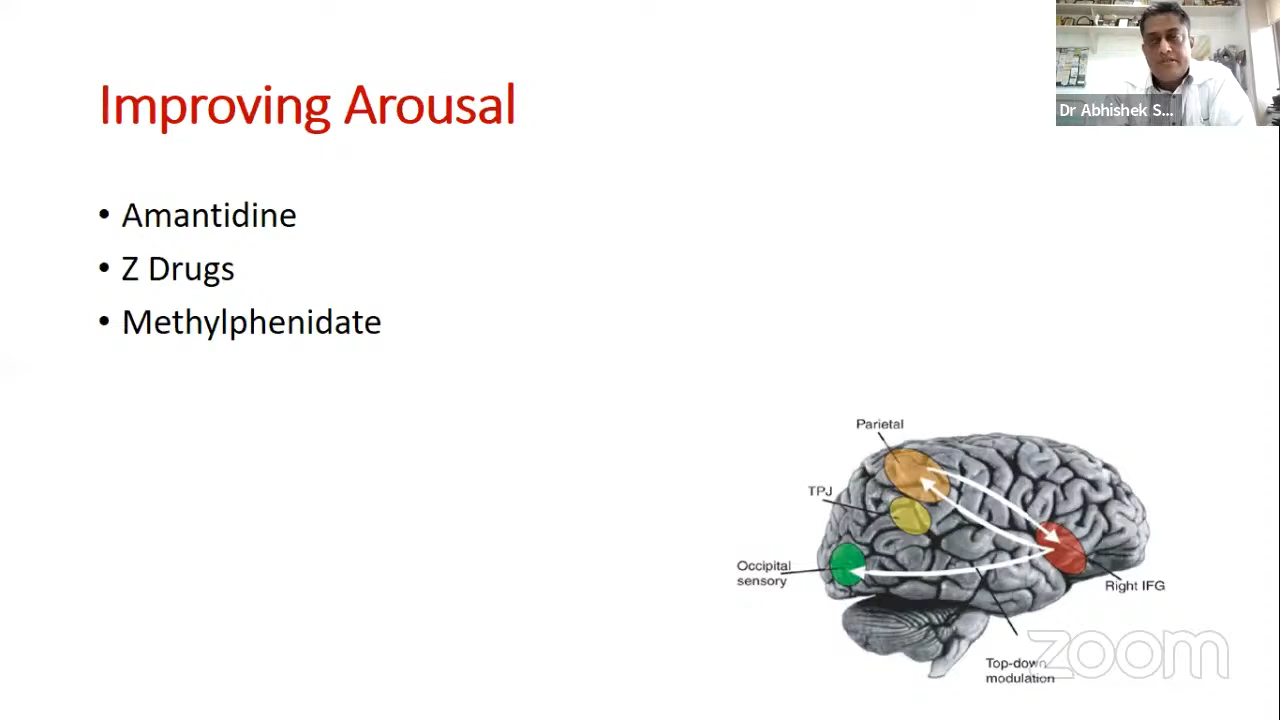 Improving Arousal
• Amantidine
• Z Drugs
• Methylphenidate
Dr Abhishek S...
Parietal
TPJ
Occipital
sensory
Right IFG
Top-down
modulation
zoom